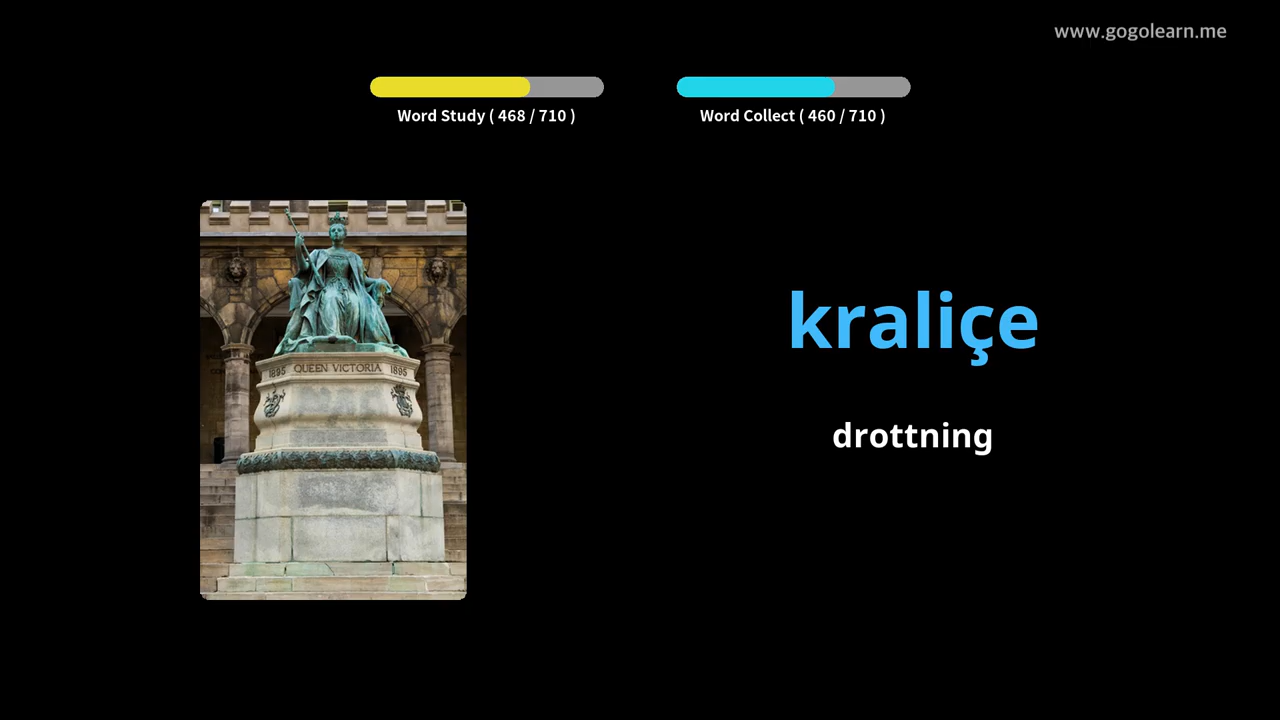 www.gogolearn.me
Word Study ( 468 / 710 )
Word Collect ( 460 / 710 )
1895 QUEEN VICTORIA 1895
kraliçe
drottning